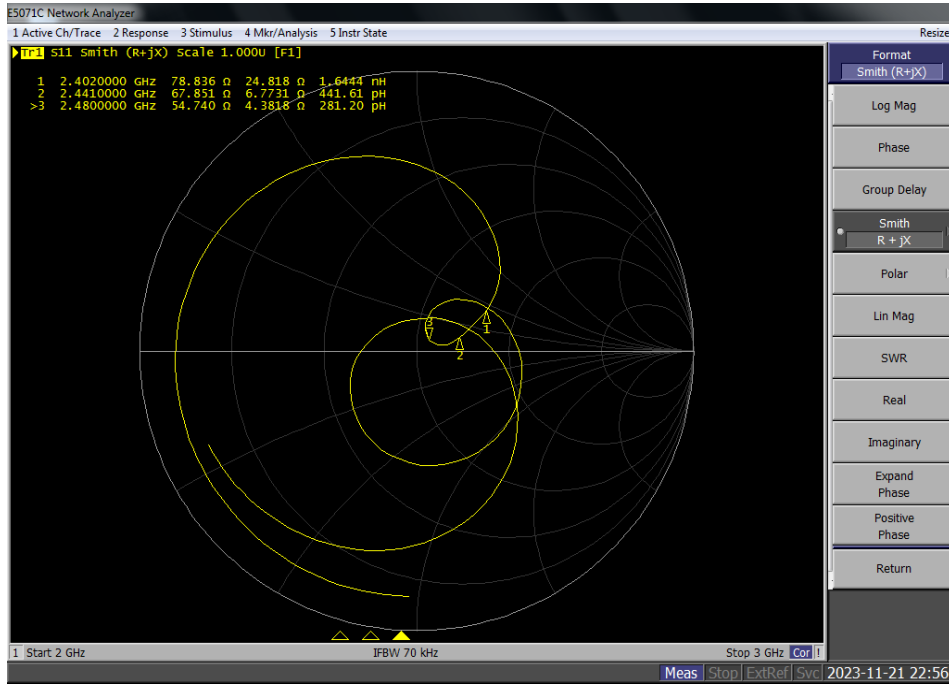 E5071C Network Analyzer
1 Active Ch/Trace 2 Response 3 Stimulus 4 Mkr/Analysis 5 Instr State
Resize
Tr1 S11 Smith (R+jX) Scale 1.000U [F1]
1 2.4020000 GHz 78.836 Ω 24.818 Ω 1.6444 nH
2 2.4410000 GHz 67.851 Ω 6.7731 Ω 441.61 pH
>3 2.4800000 GHz 54.740 Ω 4.3818 Ω 281.20 pH
3
1
2
Format
Smith (R+jX)
Log Mag
Phase
Group Delay
Smith
R + jX
Polar
Lin Mag
SWR
Real
Imaginary
Expand
Phase
Positive
Phase
Return
1 Start 2 GHz
IFBW 70 kHz
Stop 3 GHz Cor !
Meas Stop ExtRef Svc 2023-11-21 22:56